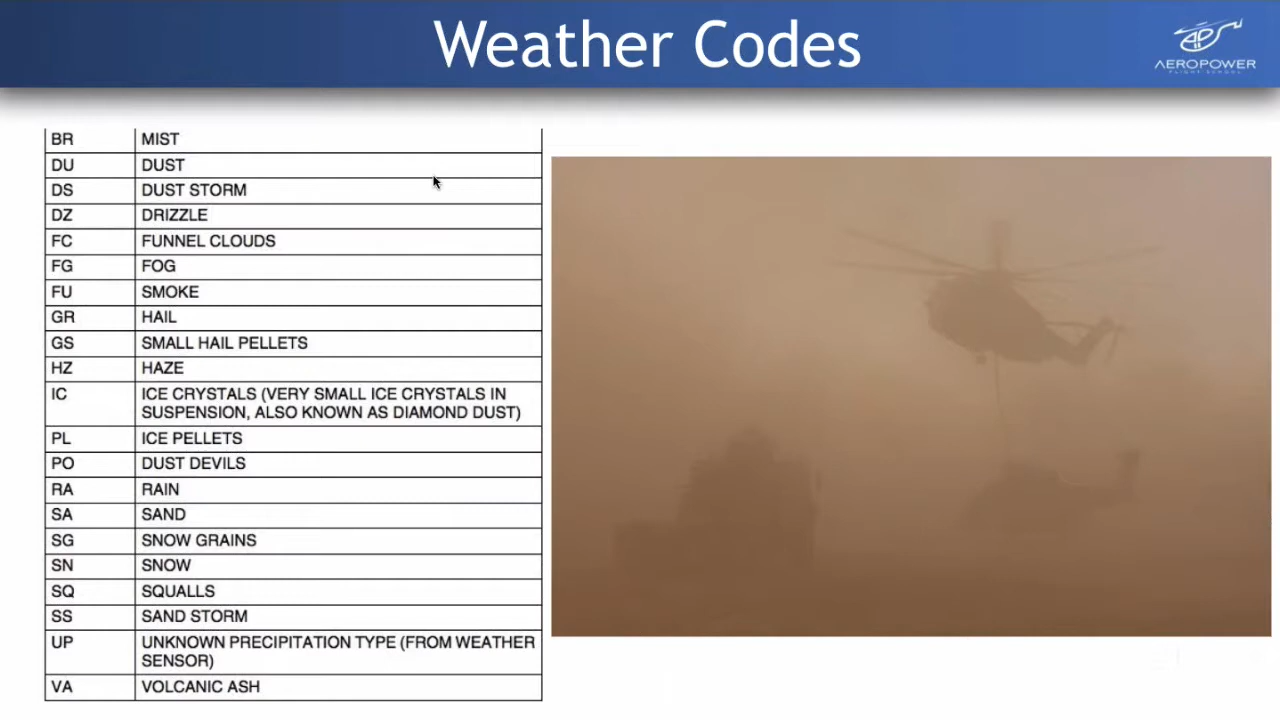 Weather Codes
AEROPOWER
FLIGHT SCHOOL
BR MIST
DU DUST
DS DUST STORM
DZ DRIZZLE
FC FUNNEL CLOUDS
FG FOG
FU SMOKE
GR HAIL
GS SMALL HAIL PELLETS
HZ HAZE
IC ICE CRYSTALS (VERY SMALL ICE CRYSTALS IN
SUSPENSION, ALSO KNOWN AS DIAMOND DUST)
PL ICE PELLETS
PO DUST DEVILS
RA RAIN
SA SAND
SG SNOW GRAINS
SN SNOW
SQ SQUALLS
SS SAND STORM
UP UNKNOWN PRECIPITATION TYPE (FROM WEATHER
SENSOR)
VA VOLCANIC ASH